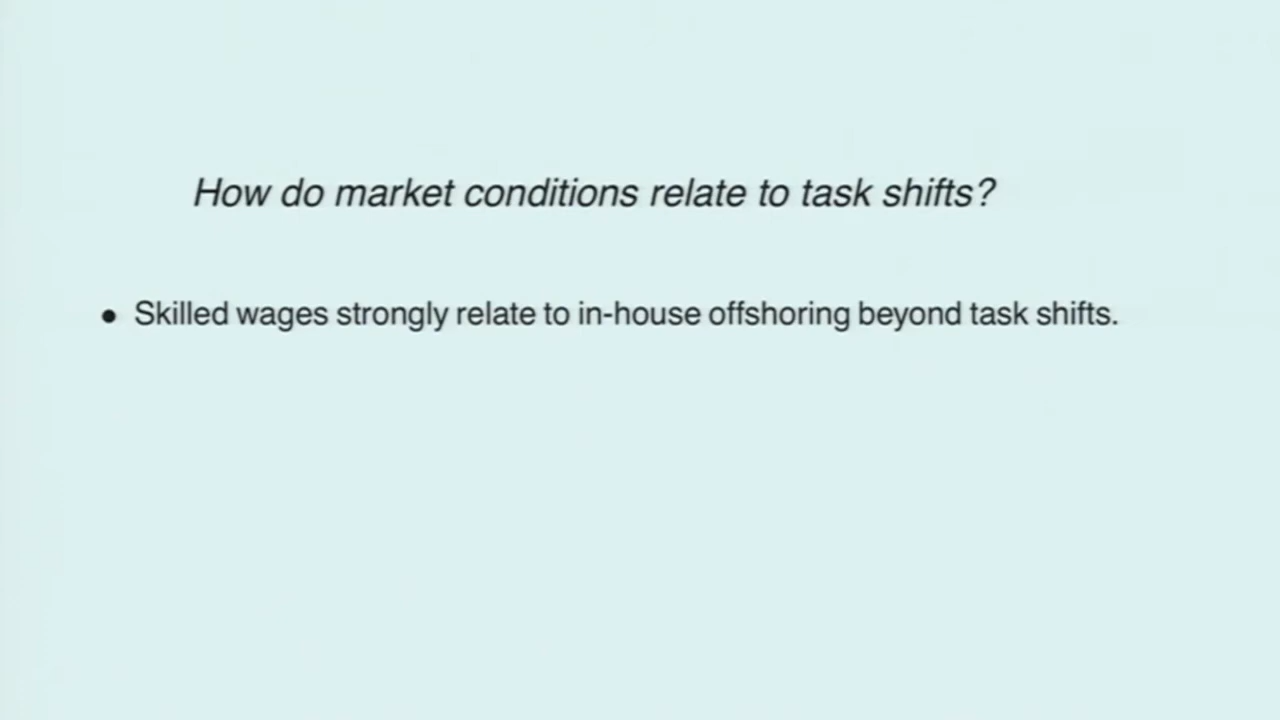 How do market conditions relate to task shifts?
• Skilled wages strongly relate to in-house offshoring beyond task shifts.